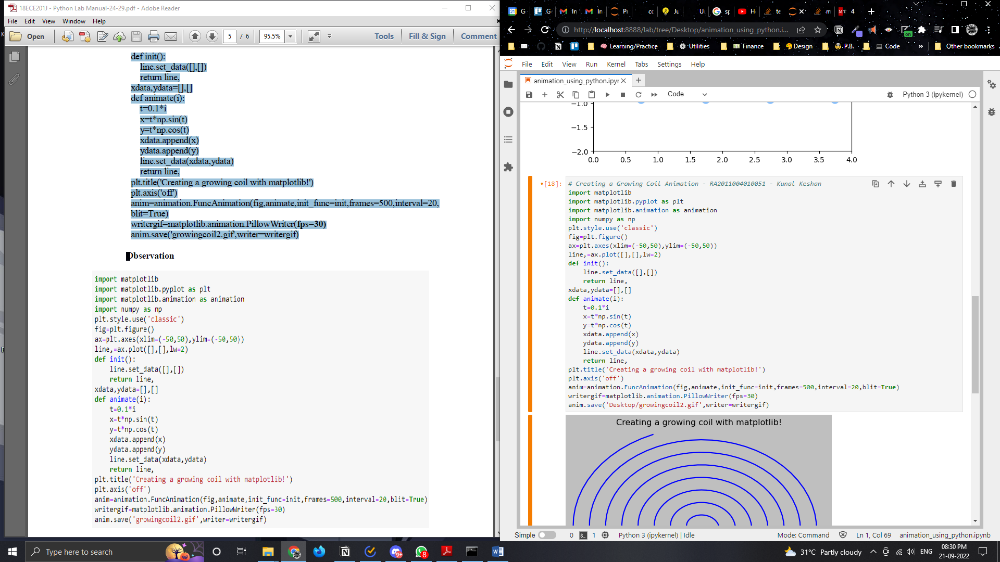 18ECE201J - Python Lab Manual-24-29.pdf - Adobe Reader
File Edit View Window Help
Open 5 / 6 95.5% Tools Fill & Sign Comment
def init():
line.set_data([],[])
return line,
xdata,ydata=[],[]
def animate(i):
t=0.1*i
x=t*np.sin(t)
y=t*np.cos(t)
xdata.append(x)
ydata.append(y)
line.set_data(xdata,ydata)
return line,
plt.title('Creating a growing coil with matplotlib!')
plt.axis('off')
anim=animation.FuncAnimation(fig,animate,init_func=init,frames=500,interval=20,
blit=True)
writergif=matplotlib.animation.PillowWriter(fps=30)
anim.save('growingcoil2.gif',writer=writergif)
Observation
import matplotlib
import matplotlib.pyplot as plt
import matplotlib.animation as animation
import numpy as np
plt.style.use('classic')
fig=plt.figure()
ax=plt.axes(xlim=(-50,50),ylim=(-50,50))
line,=ax.plot([],[],lw=2)
def init():
line.set_data([],[])
return line,
xdata,ydata=[],[]
def animate(i):
t=0.1*i
x=t*np.sin(t)
y=t*np.cos(t)
xdata.append(x)
ydata.append(y)
line.set_data(xdata,ydata)
return line,
plt.title('Creating a growing coil with matplotlib!')
plt.axis('off')
anim=animation.FuncAnimation(fig,animate,init_func=init,frames=500,interval=20,blit=True)
writergif=matplotlib.animation.PillowWriter(fps=30)
anim.save('growingcoil2.gif',writer=writergif)
http://localhost:8888/lab/tree/Desktop/animation_using_python.i...
on
Learning/Practice Utilities Finance Design P.B. Code » Other bookmarks
File Edit View Run Kernel Tabs Settings Help
animation_using_python.ipyr
Code Python 3 (ipykernel)
−1.0
−1.5
−2.0
0.0 0.5 1.0 1.5 2.0 2.5 3.0 3.5 4.0
[18]:
# Creating a Growing Coil Animation - RA2011004010051 - Kunal Keshan
import matplotlib
import matplotlib.pyplot as plt
import matplotlib.animation as animation
import numpy as np
plt.style.use('classic')
fig=plt.figure()
ax=plt.axes(xlim=(-50,50),ylim=(-50,50))
line,=ax.plot([],[],lw=2)
def init():
line.set_data([],[])
return line,
xdata,ydata=[],[]
def animate(i):
t=0.1*i
x=t*np.sin(t)
y=t*np.cos(t)
xdata.append(x)
ydata.append(y)
line.set_data(xdata,ydata)
return line,
plt.title('Creating a growing coil with matplotlib!')
plt.axis('off')
anim=animation.FuncAnimation(fig,animate,init_func=init,frames=500,interval=20,blit=True)
writergif=matplotlib.animation.PillowWriter(fps=30)
anim.save('Desktop/growingcoil2.gif',writer=writergif)
Creating a growing coil with matplotlib!
Simple 0 1 Python 3 (ipykernel) | Idle Mode: Command Ln 1, Col 69 animation_using_python.ipynb
Type here to search
9+ 8
31°C Partly cloudy ENG
08:30 PM
21-09-2022